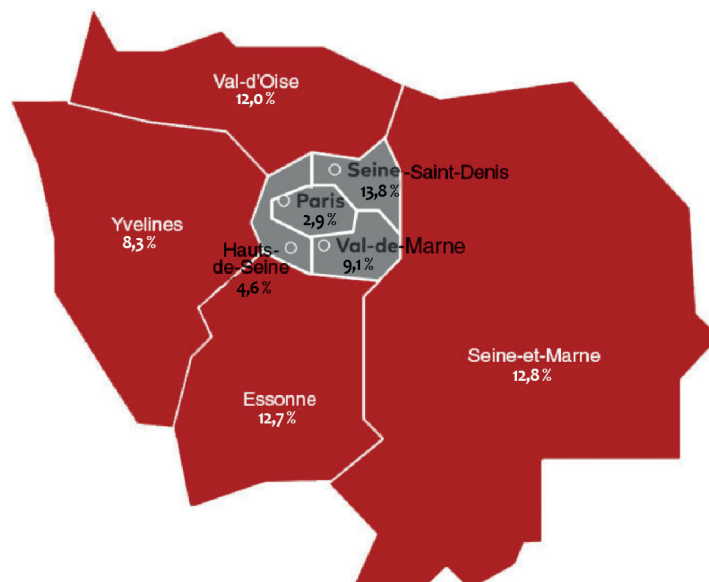 Val-d'Oise
12,0 %
Seine-Saint-Denis
13,8 %
Paris
2,9 %
Yvelines
8,3 %
Hauts-
de-Seine
4,6 %
Val-de-Marne
9,1 %
Seine-et-Marne
12,8 %
Essonne
12,7 %